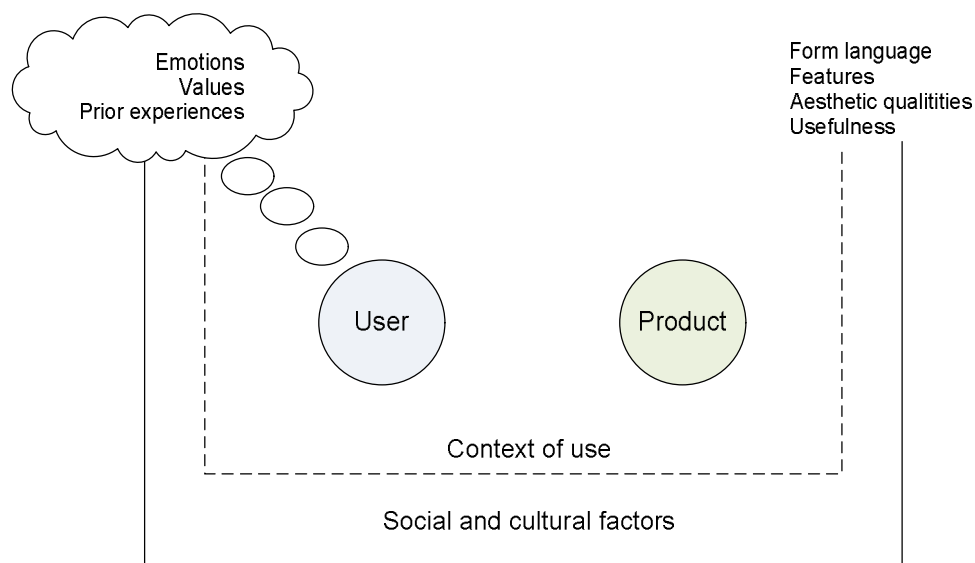 Emotions
Values
Prior experiences
Form language
Features
Aesthetic qualitities
Usefulness
User
Product
Context of use
Social and cultural factors